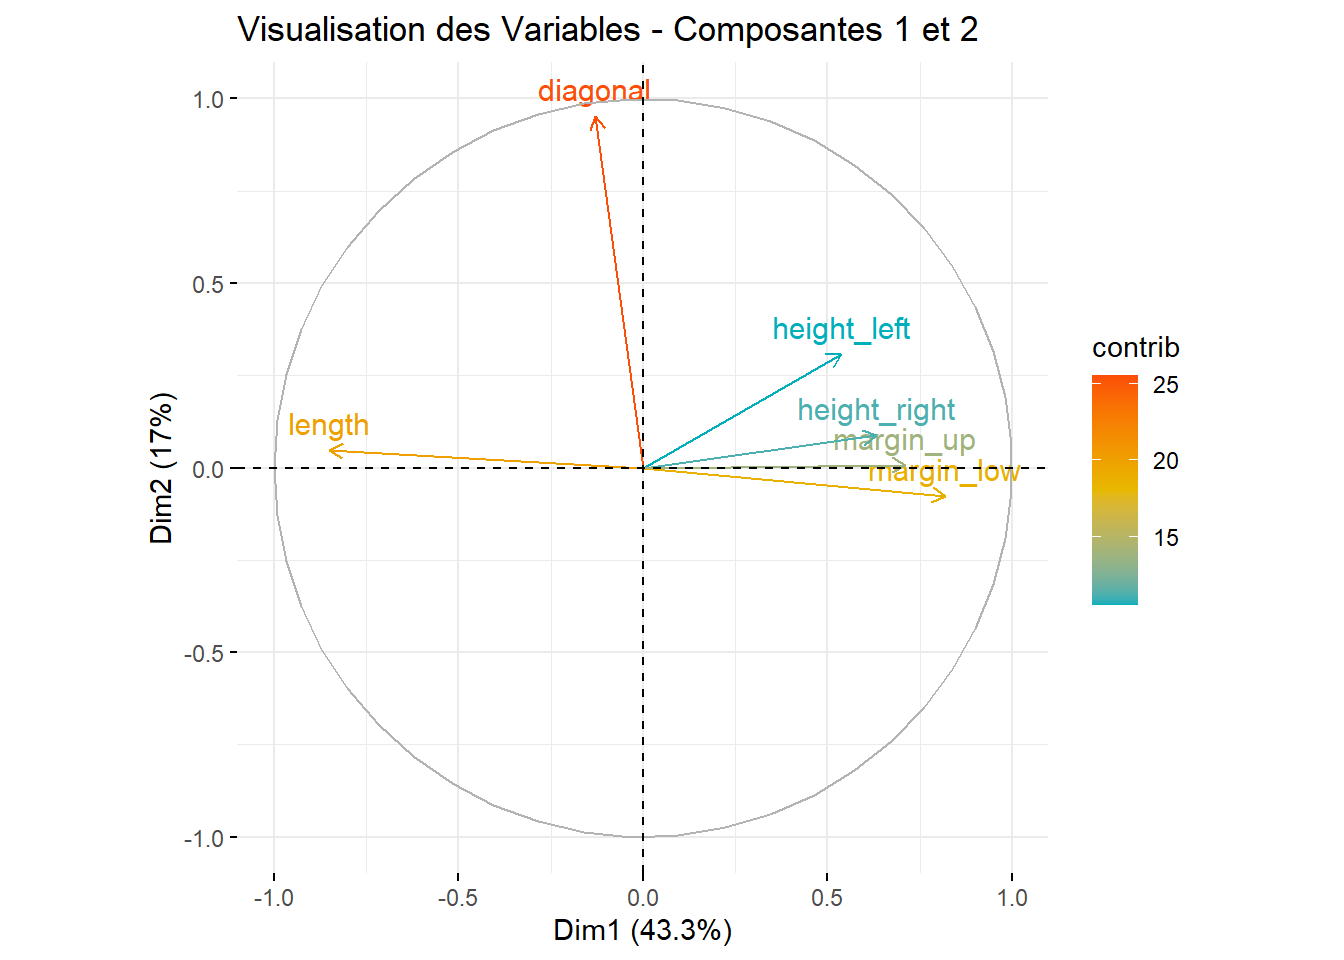 Visualisation des Variables - Composantes 1 et 2
diagonal
1.0
0.5
height_left
contrib
25
height_right
length
margin_up
20
0.0
margin_low
Dim2 (17%)
15
-0.5
-1.0
-1.0 -0.5 0.0 0.5 1.0
Dim1 (43.3%)